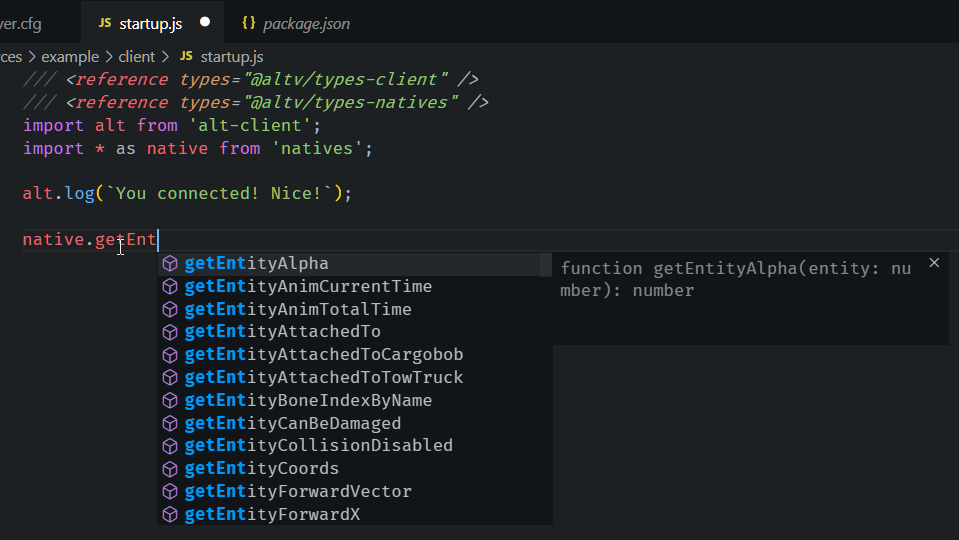 ver.cfg
JS startup.js
{} package.json
ces > example > client > JS startup.js
/// <reference types="@altv/types-client" />
/// <reference types="@altv/types-natives" />
import alt from 'alt-client';
import * as native from 'natives';
alt.log(`You connected! Nice!`);
native.getEnt
getEntityAlpha
getEntityAnimCurrentTime
getEntityAnimTotalTime
getEntityAttachedTo
getEntityAttachedToCargobob
getEntityAttachedToTowTruck
getEntityBoneIndexByName
getEntityCanBeDamaged
getEntityCollisionDisabled
getEntityCoords
getEntityForwardVector
getEntityForwardX
function getEntityAlpha(entity: nu
mber): number